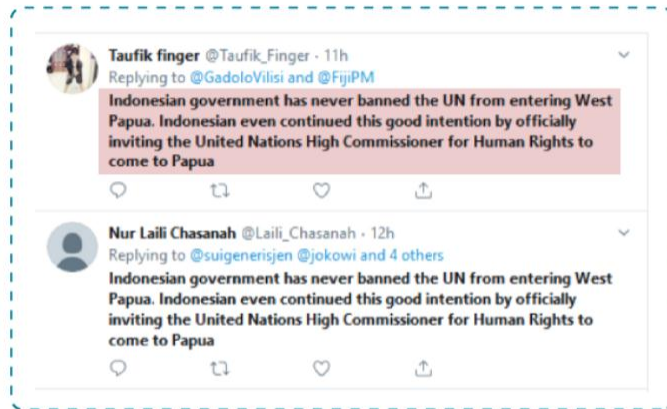 Taufik finger @Taufik_Finger · 11h
Replying to @GadoloVilisi and @FijiPM
Indonesian government has never banned the UN from entering West
Papua. Indonesian even continued this good intention by officially
inviting the United Nations High Commissioner for Human Rights to
come to Papua
Nur Laili Chasanah @Laili_Chasanah · 12h
Replying to @suigenerisjen @jokowi and 4 others
Indonesian government has never banned the UN from entering West
Papua. Indonesian even continued this good intention by officially
inviting the United Nations High Commissioner for Human Rights to
come to Papua